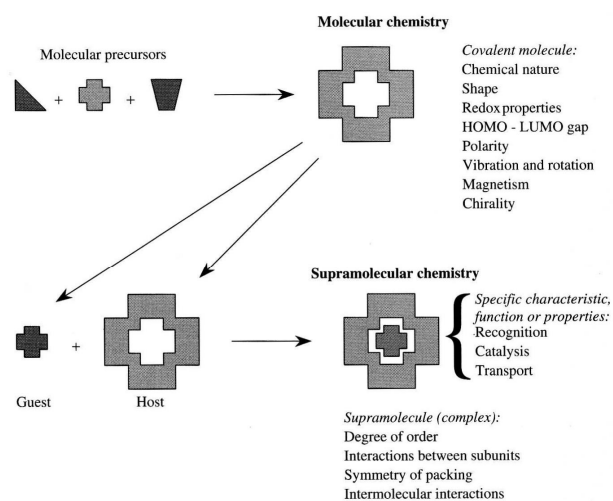 Molecular chemistry
Molecular precursors
+
+
Covalent molecule:
Chemical nature
Shape
Redox properties
HOMO - LUMO gap
Polarity
Vibration and rotation
Magnetism
Chirality
Supramolecular chemistry
+
Guest
Host
Specific characteristic,
function or properties:
Recognition
Catalysis
Transport
Supramolecule (complex):
Degree of order
Interactions between subunits
Symmetry of packing
Intermolecular interactions